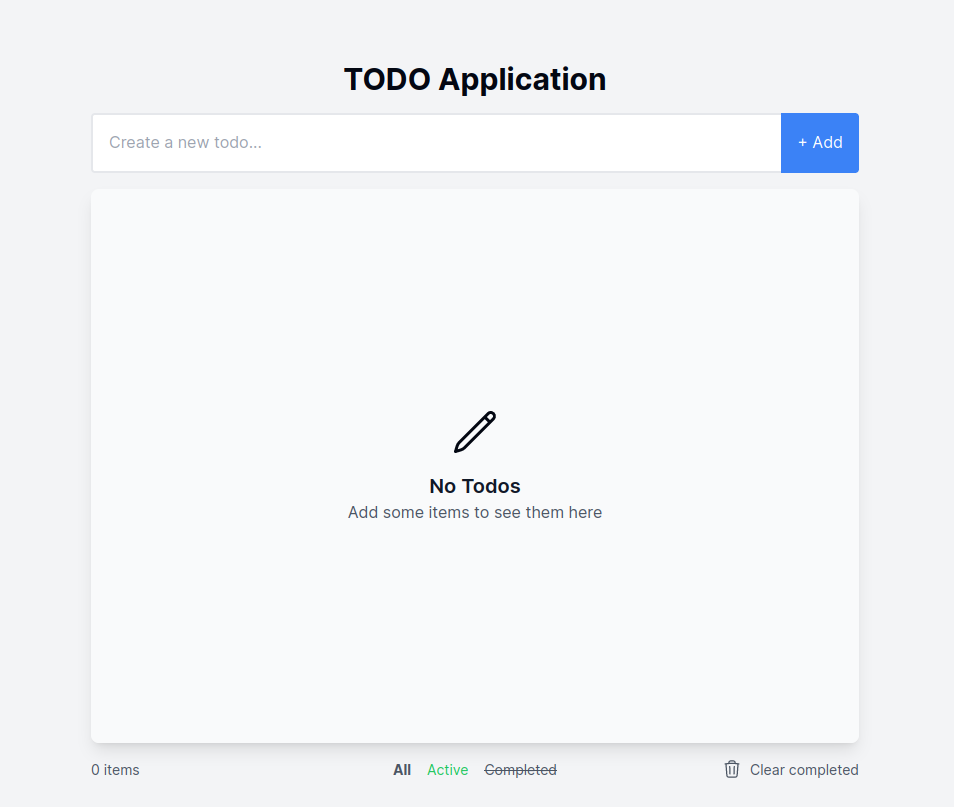 TODO Application
Create a new todo...
+ Add
No Todos
Add some items to see them here
0 items All Active Completed Clear completed